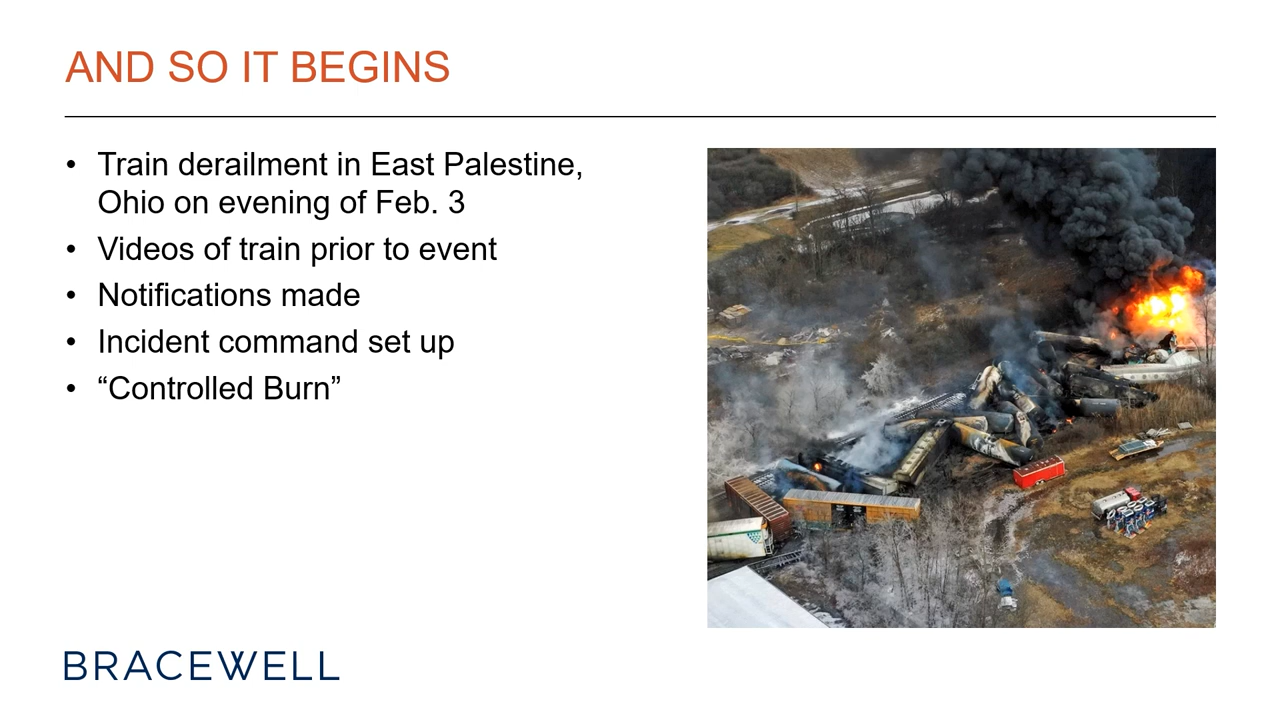 AND SO IT BEGINS
• Train derailment in East Palestine,
Ohio on evening of Feb. 3
• Videos of train prior to event
• Notifications made
• Incident command set up
• “Controlled Burn”
BRACEWELL